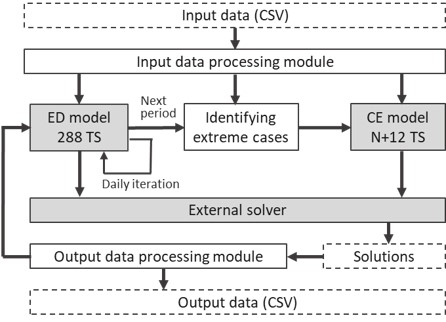 Input data (CSV)
Input data processing module
ED model
288 TS
Next
period
Identifying
extreme cases
CE model
N+12 TS
Daily iteration
External solver
Output data processing module
Solutions
Output data (CSV)